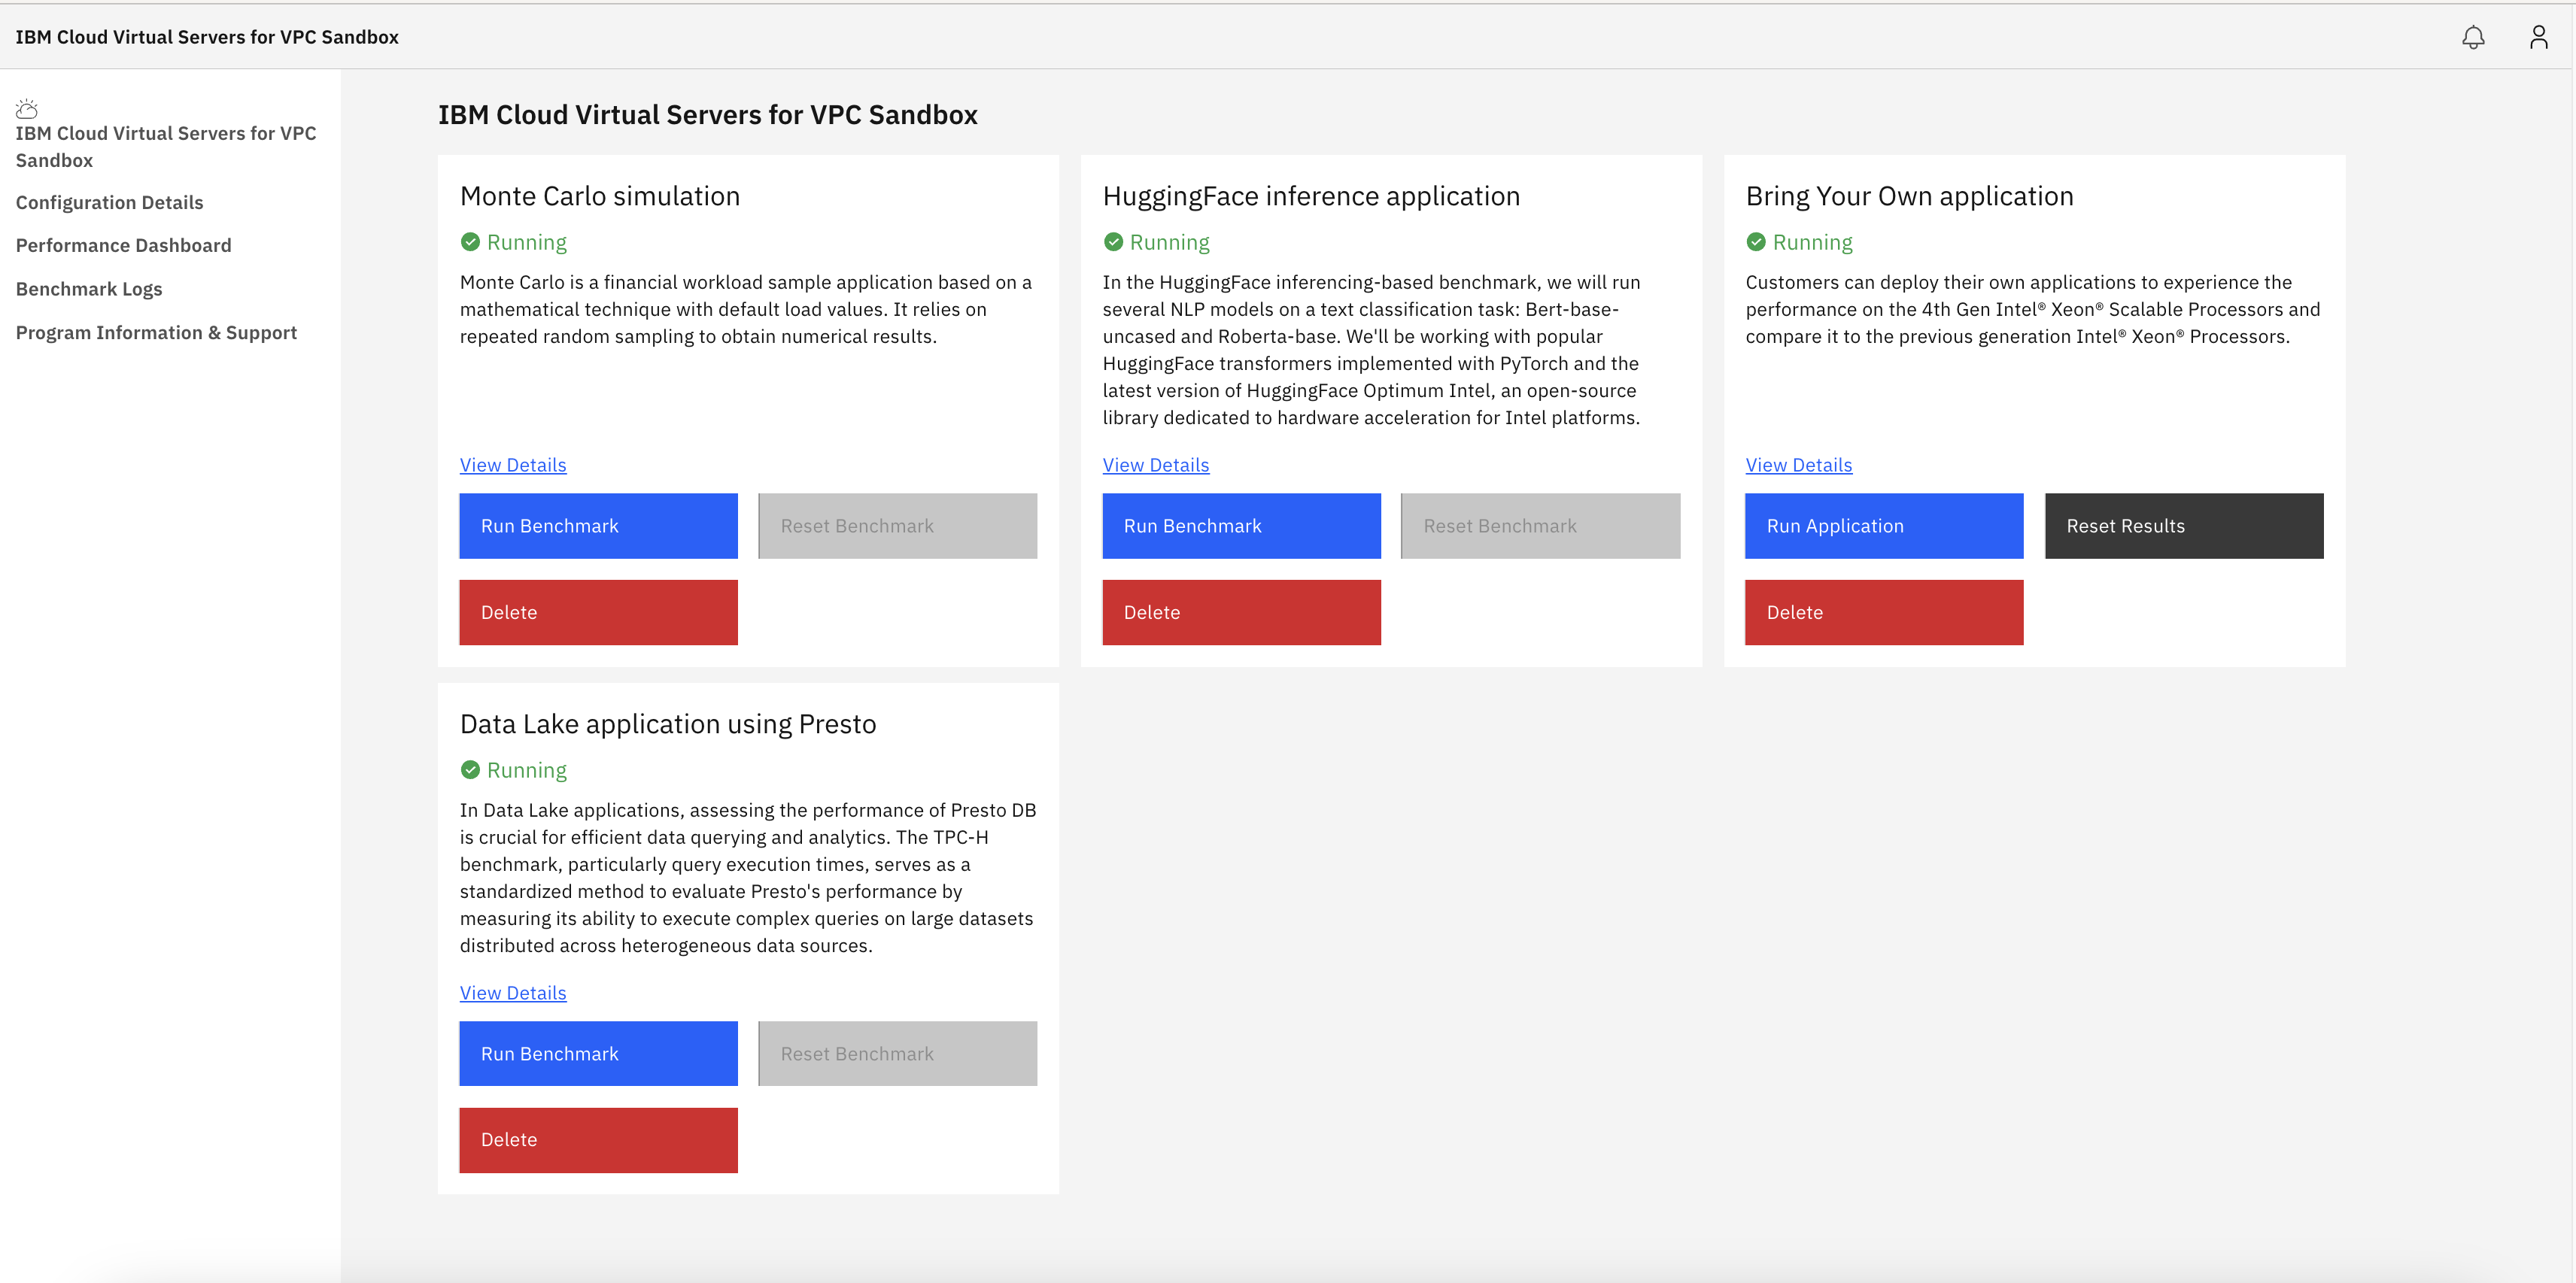 IBM Cloud Virtual Servers for VPC Sandbox
IBM Cloud Virtual Servers for VPC
Sandbox
Configuration Details
Performance Dashboard
Benchmark Logs
Program Information & Support
IBM Cloud Virtual Servers for VPC Sandbox
Monte Carlo simulation
Running
Monte Carlo is a financial workload sample application based on a
mathematical technique with default load values. It relies on
repeated random sampling to obtain numerical results.
View Details
Run Benchmark
Reset Benchmark
Delete
HuggingFace inference application
Running
In the HuggingFace inferencing-based benchmark, we will run
several NLP models on a text classification task: Bert-base-
uncased and Roberta-base. We'll be working with popular
HuggingFace transformers implemented with PyTorch and the
latest version of HuggingFace Optimum Intel, an open-source
library dedicated to hardware acceleration for Intel platforms.
View Details
Run Benchmark
Reset Benchmark
Delete
Bring Your Own application
Running
Customers can deploy their own applications to experience the
performance on the 4th Gen Intel® Xeon® Scalable Processors and
compare it to the previous generation Intel® Xeon® Processors.
View Details
Run Application
Reset Results
Delete
Data Lake application using Presto
Running
In Data Lake applications, assessing the performance of Presto DB
is crucial for efficient data querying and analytics. The TPC-H
benchmark, particularly query execution times, serves as a
standardized method to evaluate Presto's performance by
measuring its ability to execute complex queries on large datasets
distributed across heterogeneous data sources.
View Details
Run Benchmark
Reset Benchmark
Delete